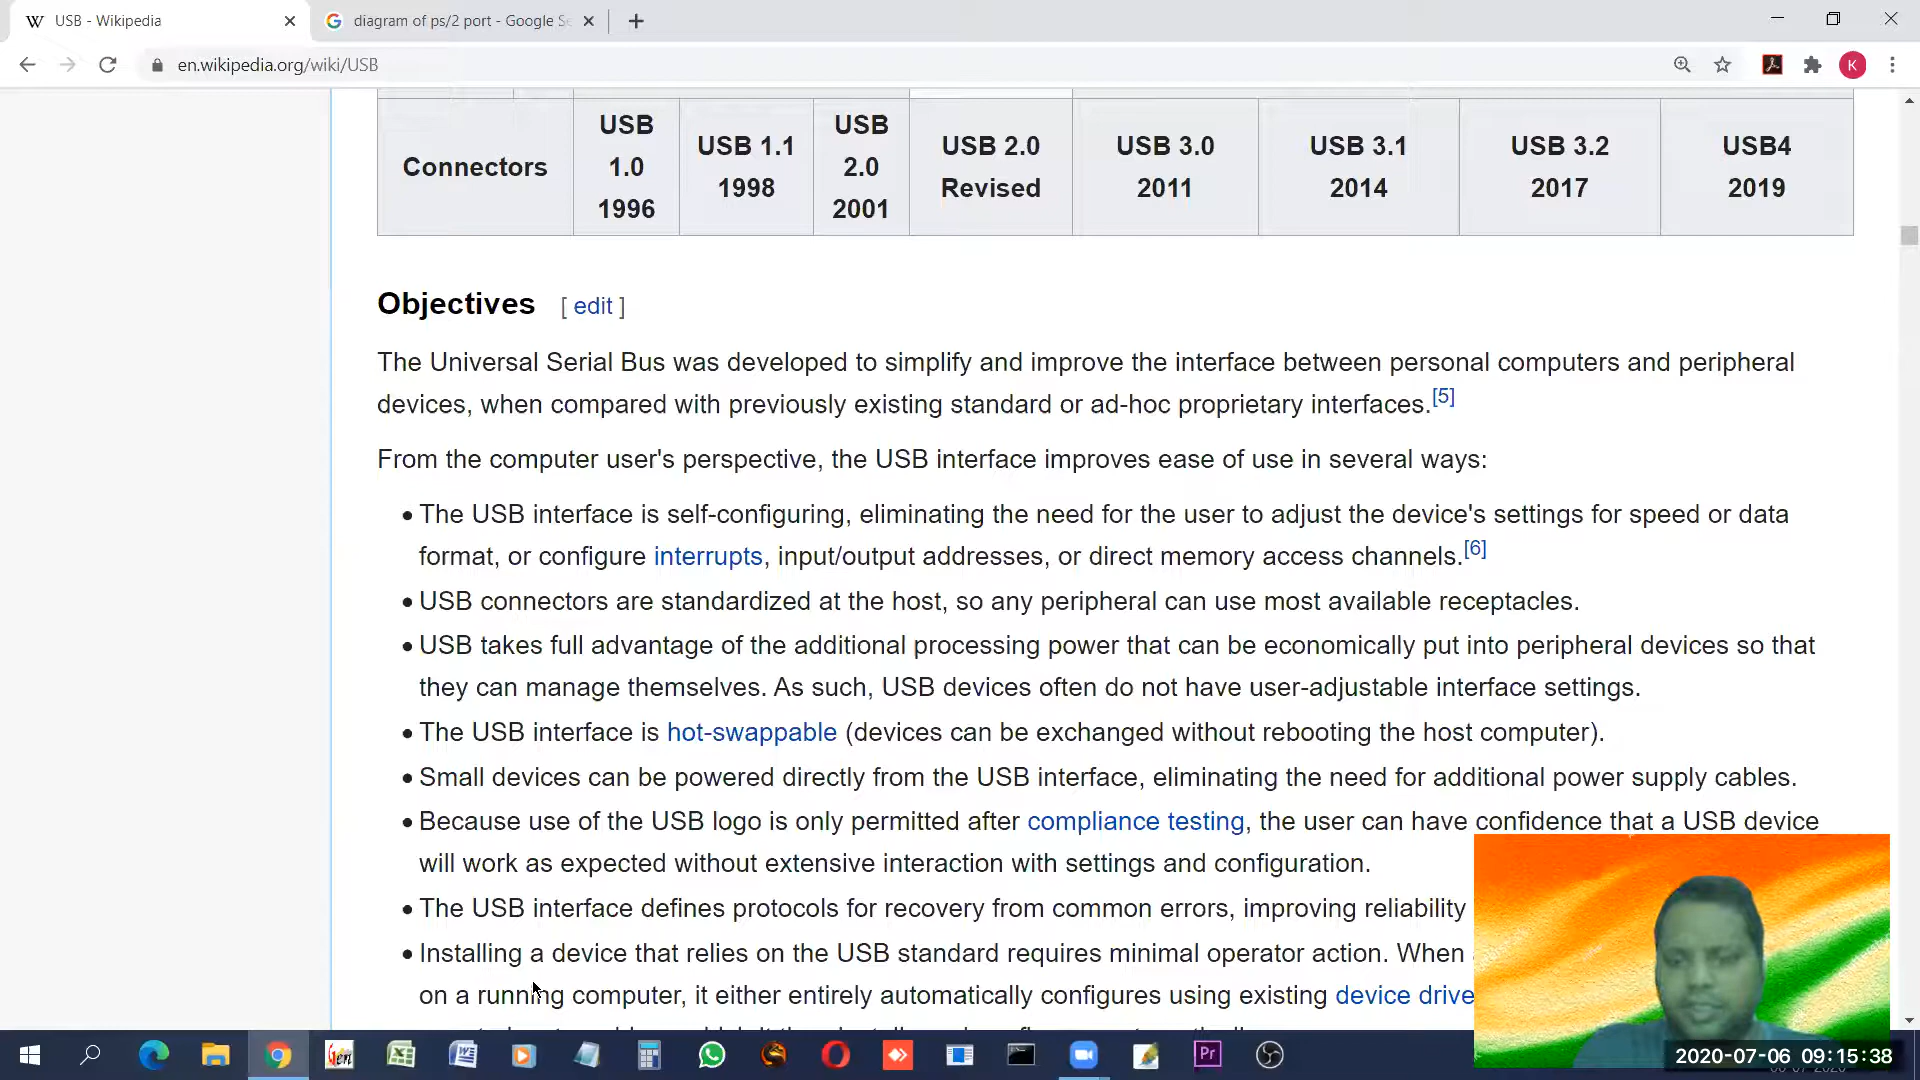 USB - Wikipedia
diagram of ps/2 port - Google Se
en.wikipedia.org/wiki/USB
K
Connectors
USB 1.0 1996
USB 1.1 1998
USB 2.0 2001
USB 2.0 Revised
USB 3.0 2011
USB 3.1 2014
USB 3.2 2017
USB4 2019
Objectives [ edit ]
The Universal Serial Bus was developed to simplify and improve the interface between personal computers and peripheral
devices, when compared with previously existing standard or ad-hoc proprietary interfaces.[5]
From the computer user's perspective, the USB interface improves ease of use in several ways:
• The USB interface is self-configuring, eliminating the need for the user to adjust the device's settings for speed or data
format, or configure interrupts, input/output addresses, or direct memory access channels.[6]
• USB connectors are standardized at the host, so any peripheral can use most available receptacles.
• USB takes full advantage of the additional processing power that can be economically put into peripheral devices so that
they can manage themselves. As such, USB devices often do not have user-adjustable interface settings.
• The USB interface is hot-swappable (devices can be exchanged without rebooting the host computer).
• Small devices can be powered directly from the USB interface, eliminating the need for additional power supply cables.
• Because use of the USB logo is only permitted after compliance testing, the user can have confidence that a USB device
will work as expected without extensive interaction with settings and configuration.
• The USB interface defines protocols for recovery from common errors, improving reliability
• Installing a device that relies on the USB standard requires minimal operator action. When
on a running computer, it either entirely automatically configures using existing device drive
Gen
Pr
2020-07-06 09:15:38